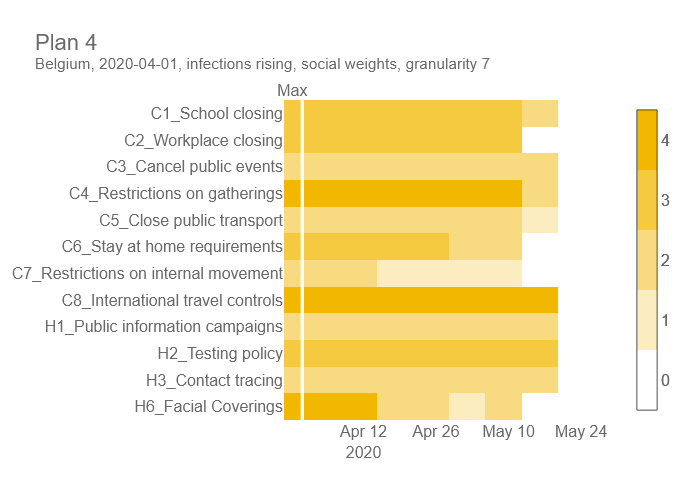 Plan 4
Belgium, 2020-04-01, infections rising, social weights, granularity 7
Max
C1_School closing
C2_Workplace closing
C3_Cancel public events
C4_Restrictions on gatherings
C5_Close public transport
C6_Stay at home requirements
C7_Restrictions on internal movement
C8_International travel controls
H1_Public information campaigns
H2_Testing policy
H3_Contact tracing
H6_Facial Coverings
4
3
2
1
0
Apr 12 Apr 26 May 10 May 24
2020